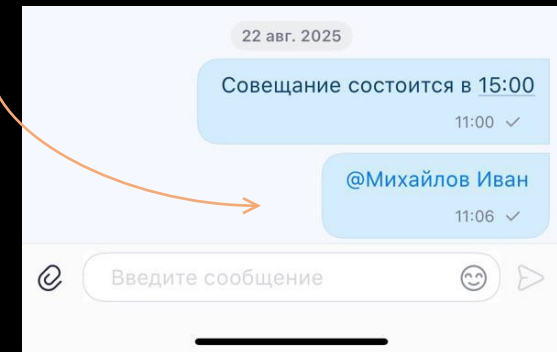 22 авг. 2025
Совещание состоится в 15:00
11:00
@Михайлов Иван
11:06
Введите сообщение